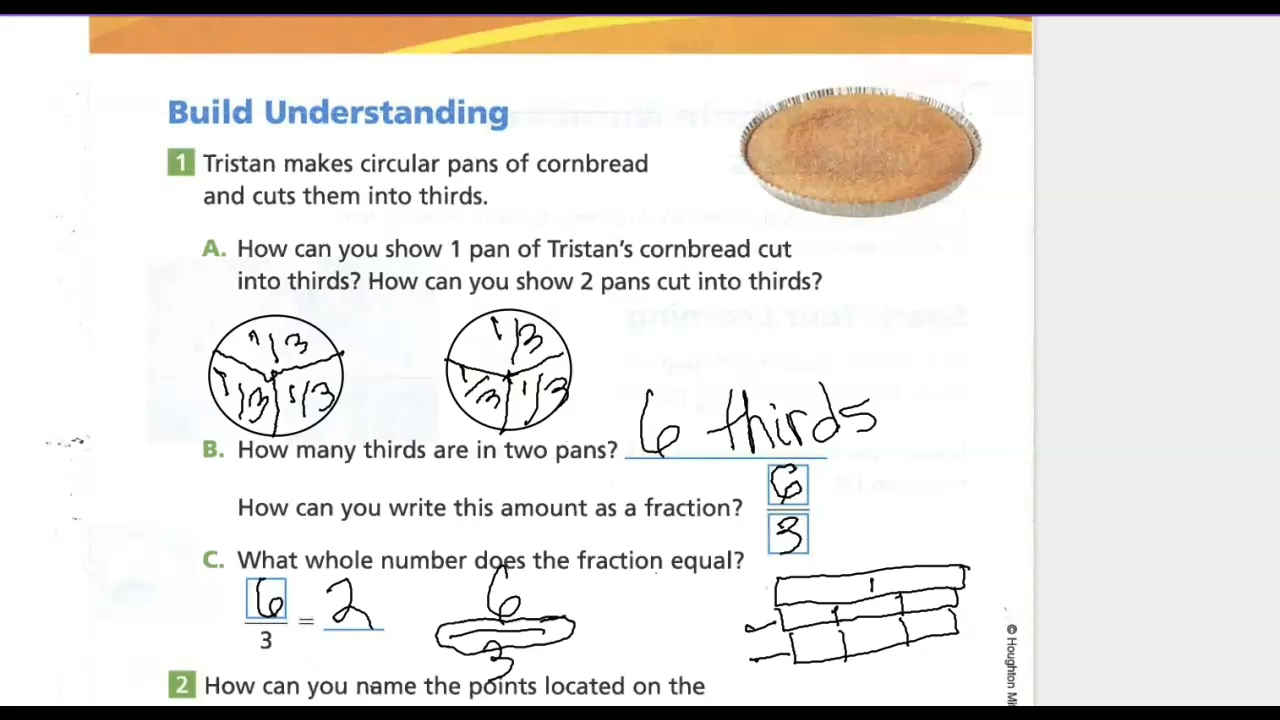 Build Understanding
1 Tristan makes circular pans of cornbread
and cuts them into thirds.
A. How can you show 1 pan of Tristan's cornbread cut
into thirds? How can you show 2 pans cut into thirds?
1/3 1/3
1/3 1/3 1/3 1/3
6 thirds
B. How many thirds are in two pans?
6
How can you write this amount as a fraction?
3
C. What whole number does the fraction equal?
6 = 2 6 1
3 3
2 How can you name the points located on the
© Houghton